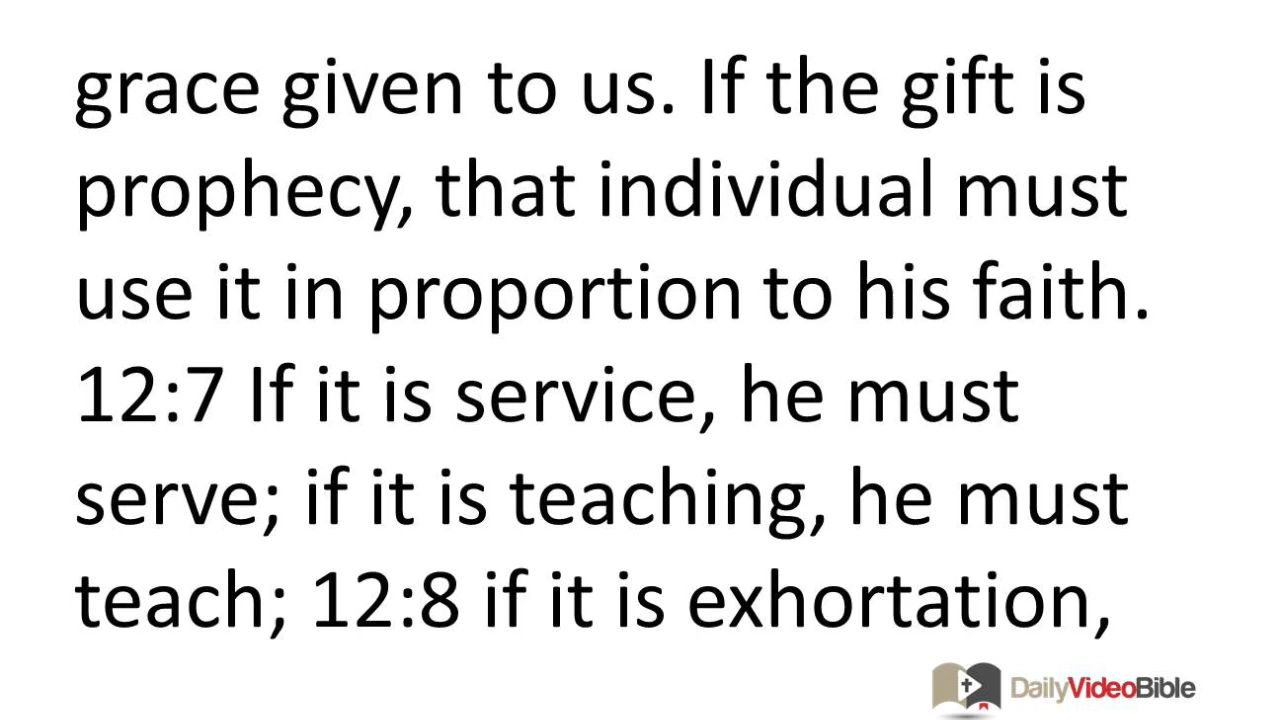 grace given to us. If the gift is
prophecy, that individual must
use it in proportion to his faith.
12:7 If it is service, he must
serve; if it is teaching, he must
teach; 12:8 if it is exhortation,
DailyVideoBible